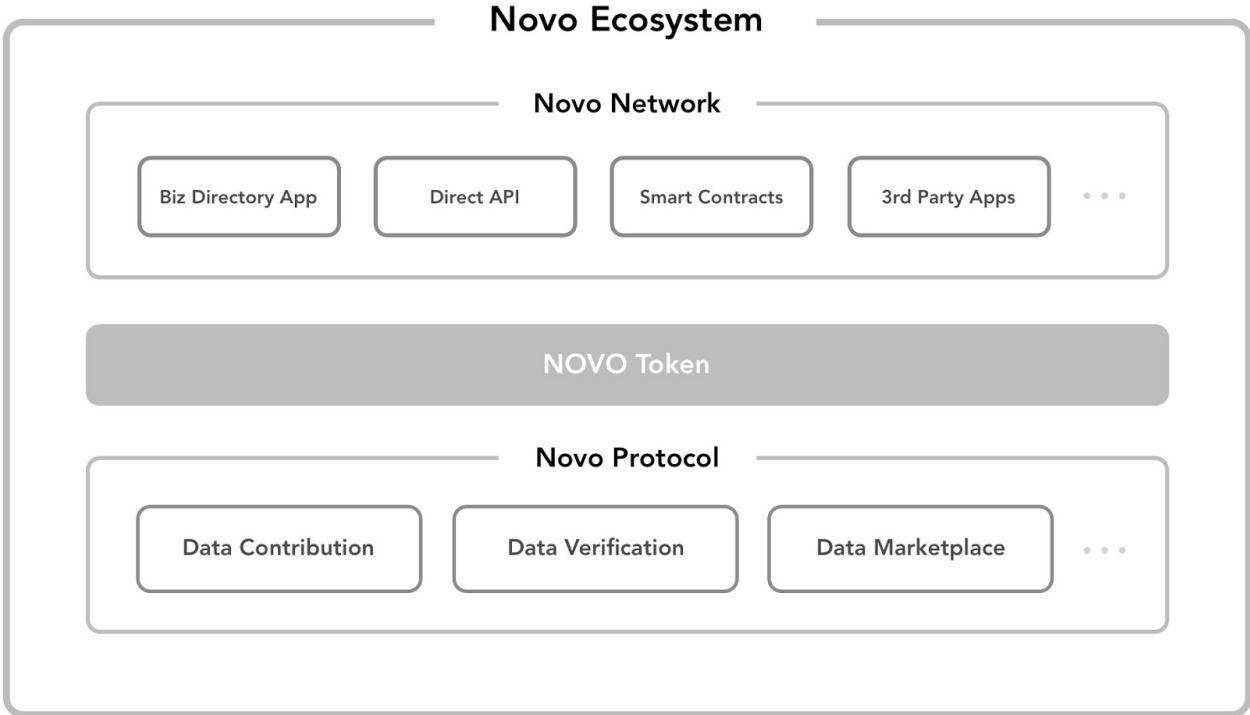 Novo Ecosystem
Novo Network
Biz Directory App
Direct API
Smart Contracts
3rd Party Apps
...
NOVO Token
Novo Protocol
Data Contribution
Data Verification
Data Marketplace
...